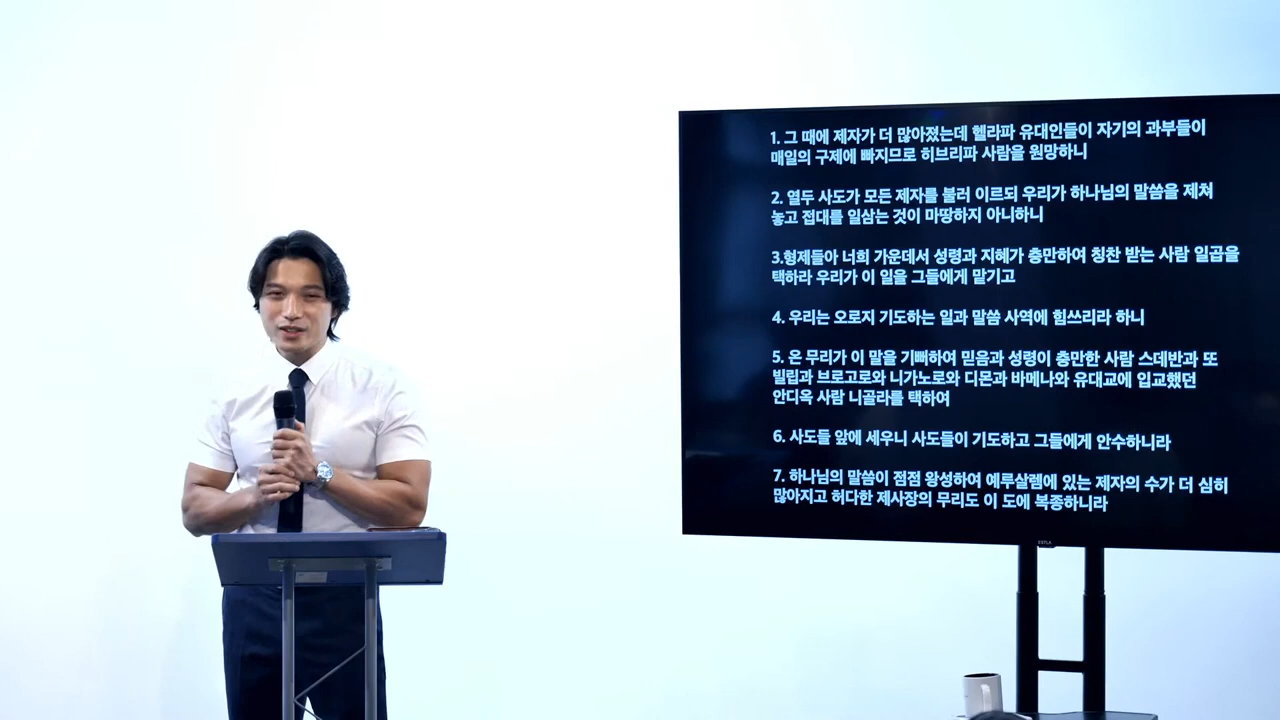 1. 그 때에 제자가 더 많아졌는데 헬라파 유대인들이 자기의 과부들이
매일의 구제에 빠지므로 히브리파 사람을 원망하니
2. 열두 사도가 모든 제자를 불러 이르되 우리가 하나님의 말씀을 제쳐
놓고 접대를 일삼는 것이 마땅하지 아니하니
3.형제들아 너희 가운데서 성령과 지혜가 충만하여 칭찬 받는 사람 일곱을
택하라 우리가 이 일을 그들에게 맡기고
4. 우리는 오로지 기도하는 일과 말씀 사역에 힘쓰리라 하니
5. 온 무리가 이 말을 기뻐하여 믿음과 성령이 충만한 사람 스데반과 또
빌립과 브로고로와 니가노로와 디몬과 바메나와 유대교에 입교했던
안디옥 사람 니골라를 택하여
6. 사도들 앞에 세우니 사도들이 기도하고 그들에게 안수하니라
7. 하나님의 말씀이 점점 왕성하여 예루살렘에 있는 제자의 수가 더 심히
많아지고 허다한 제사장의 무리도 이 도에 복종하니라